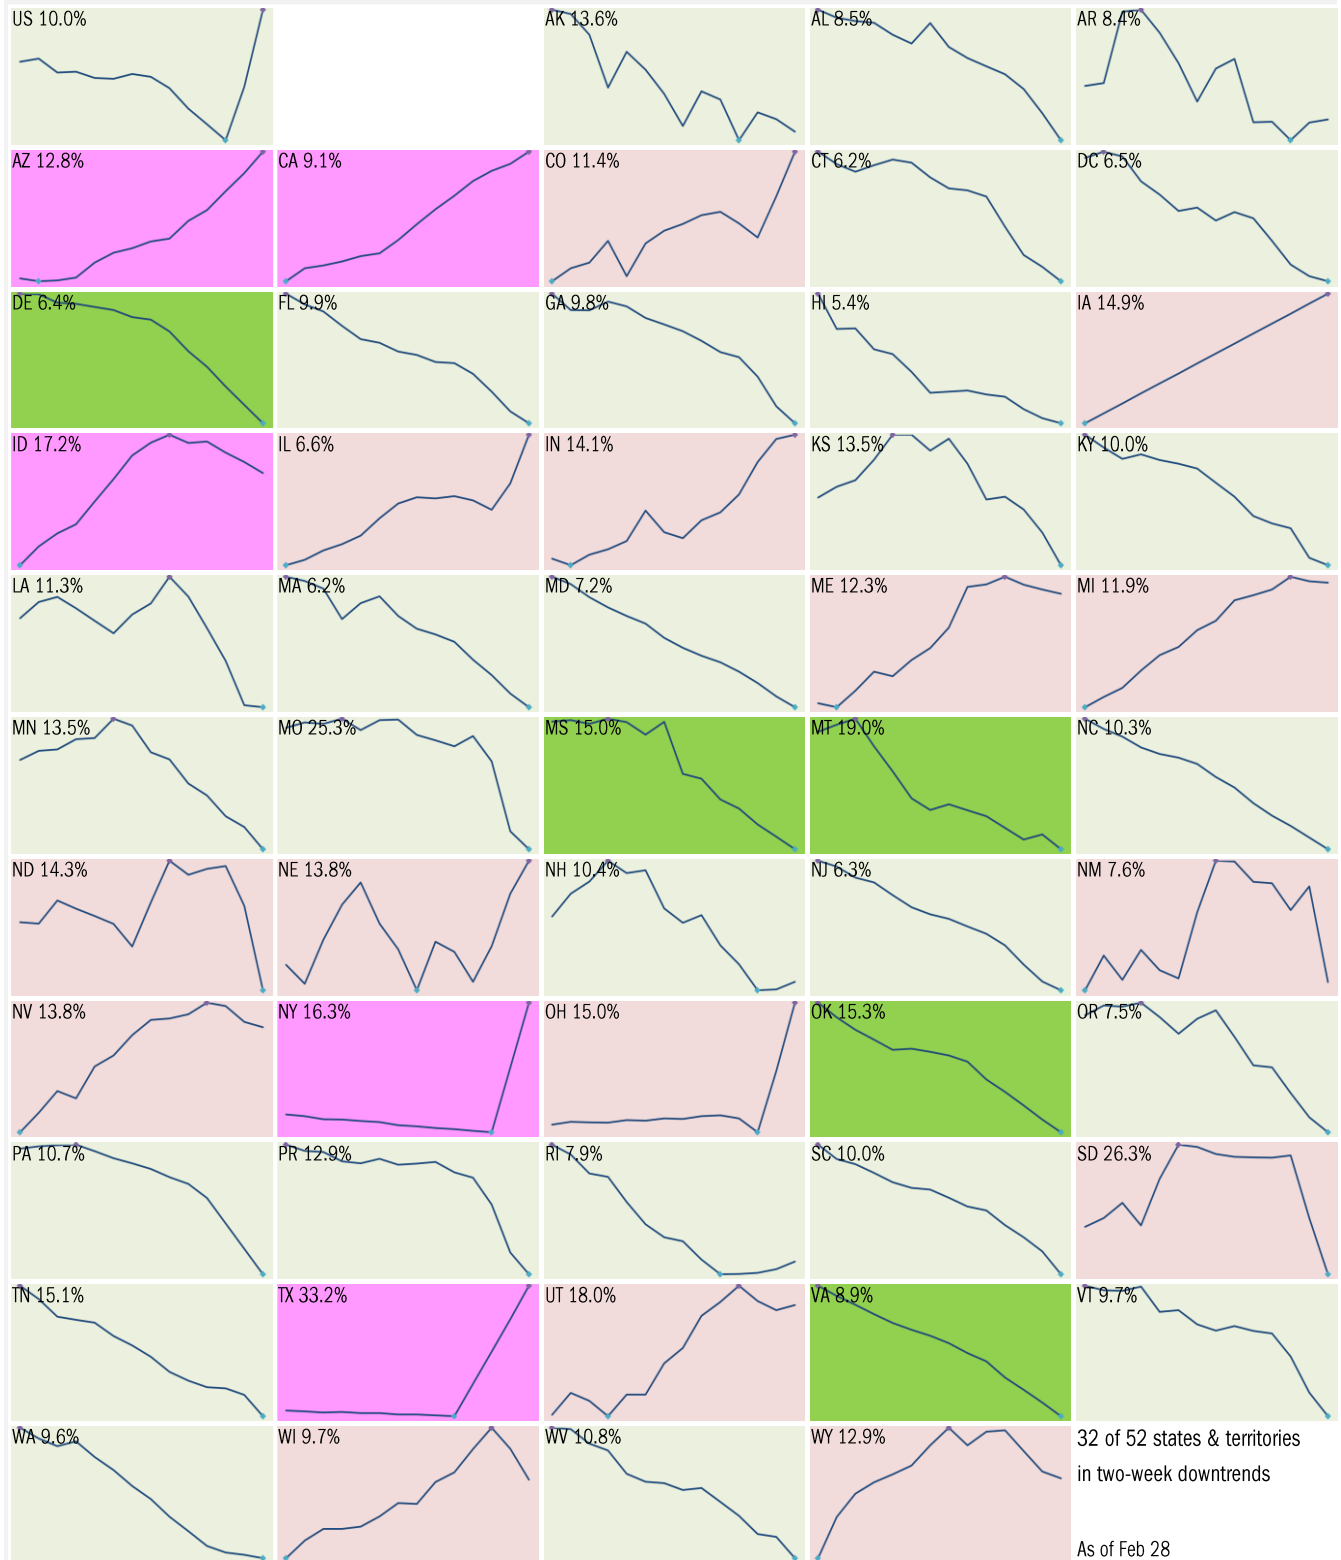 US 10.0%
AK 13.6%
AL 8.5%
AR 8.4%
AZ 12.8%
CA 9.1%
CO 11.4%
CT 6.2%
DC 6.5%
DE 6.4%
FL 9.9%
GA 9.8%
HI 5.4%
IA 14.9%
ID 17.2%
IL 6.6%
IN 14.1%
KS 13.5%
KY 10.0%
LA 11.3%
MA 6.2%
MD 7.2%
ME 12.3%
MI 11.9%
MN 13.5%
MO 25.3%
MS 15.0%
MT 19.0%
NC 10.3%
ND 14.3%
NE 13.8%
NH 10.4%
NJ 6.3%
NM 7.6%
NV 13.8%
NY 16.3%
OH 15.0%
OK 15.3%
OR 7.5%
PA 10.7%
PR 12.9%
RI 7.9%
SC 10.0%
SD 26.3%
TN 15.1%
TX 33.2%
UT 18.0%
VA 8.9%
VT 9.7%
WA 9.6%
WI 9.7%
WV 10.8%
WY 12.9%
32 of 52 states & territories
in two-week downtrends
As of Feb 28